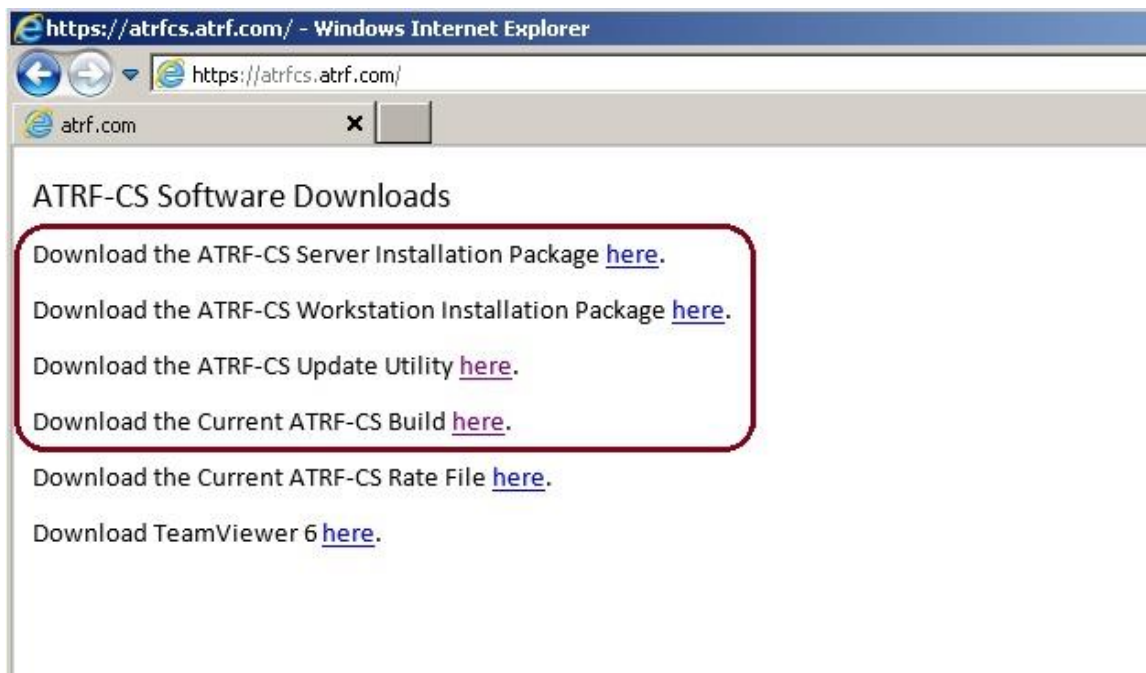 https://atrfcs.atrf.com/ - Windows Internet Explorer
https://atrfcs.atrf.com/
atrf.com
ATRF-CS Software Downloads
Download the ATRF-CS Server Installation Package here.
Download the ATRF-CS Workstation Installation Package here.
Download the ATRF-CS Update Utility here.
Download the Current ATRF-CS Build here.
Download the Current ATRF-CS Rate File here.
Download TeamViewer 6 here.